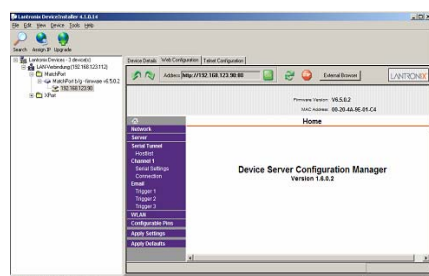 Lantronix DeviceInstaller 4.1.0.14
File Edit View Device Tools Help
Search Assign IP Upgrade
Lantronix Devices - 3 device(s)
LAN-Verbindung (192.168.123.112)
MatchPort
MatchPort b/g - firmware v6.5.0.2
192.168.123.90
XPort
Device Details Web Configuration Telnet Configuration
Address http://192.168.123.90:80
External Browser
LANTRONIX
Firmware Version: V6.5.0.2
MAC Address: 00-20-4A-9E-01-C4
Home
Network
Server
Serial Tunnel
Hostlist
Channel 1
Serial Settings
Connection
Email
Trigger 1
Trigger 2
Trigger 3
WLAN
Configurable Pins
Apply Settings
Apply Defaults
Device Server Configuration Manager
Version 1.6.0.2